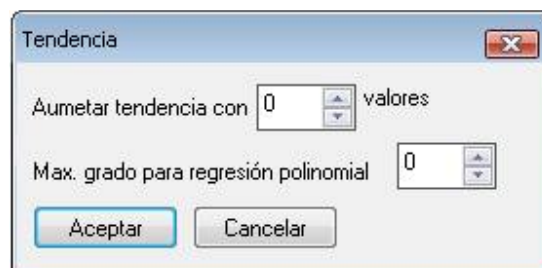 Tendencia
Aumetar tendencia con 0 valores
Max. grado para regresión polinomial 0
Aceptar Cancelar